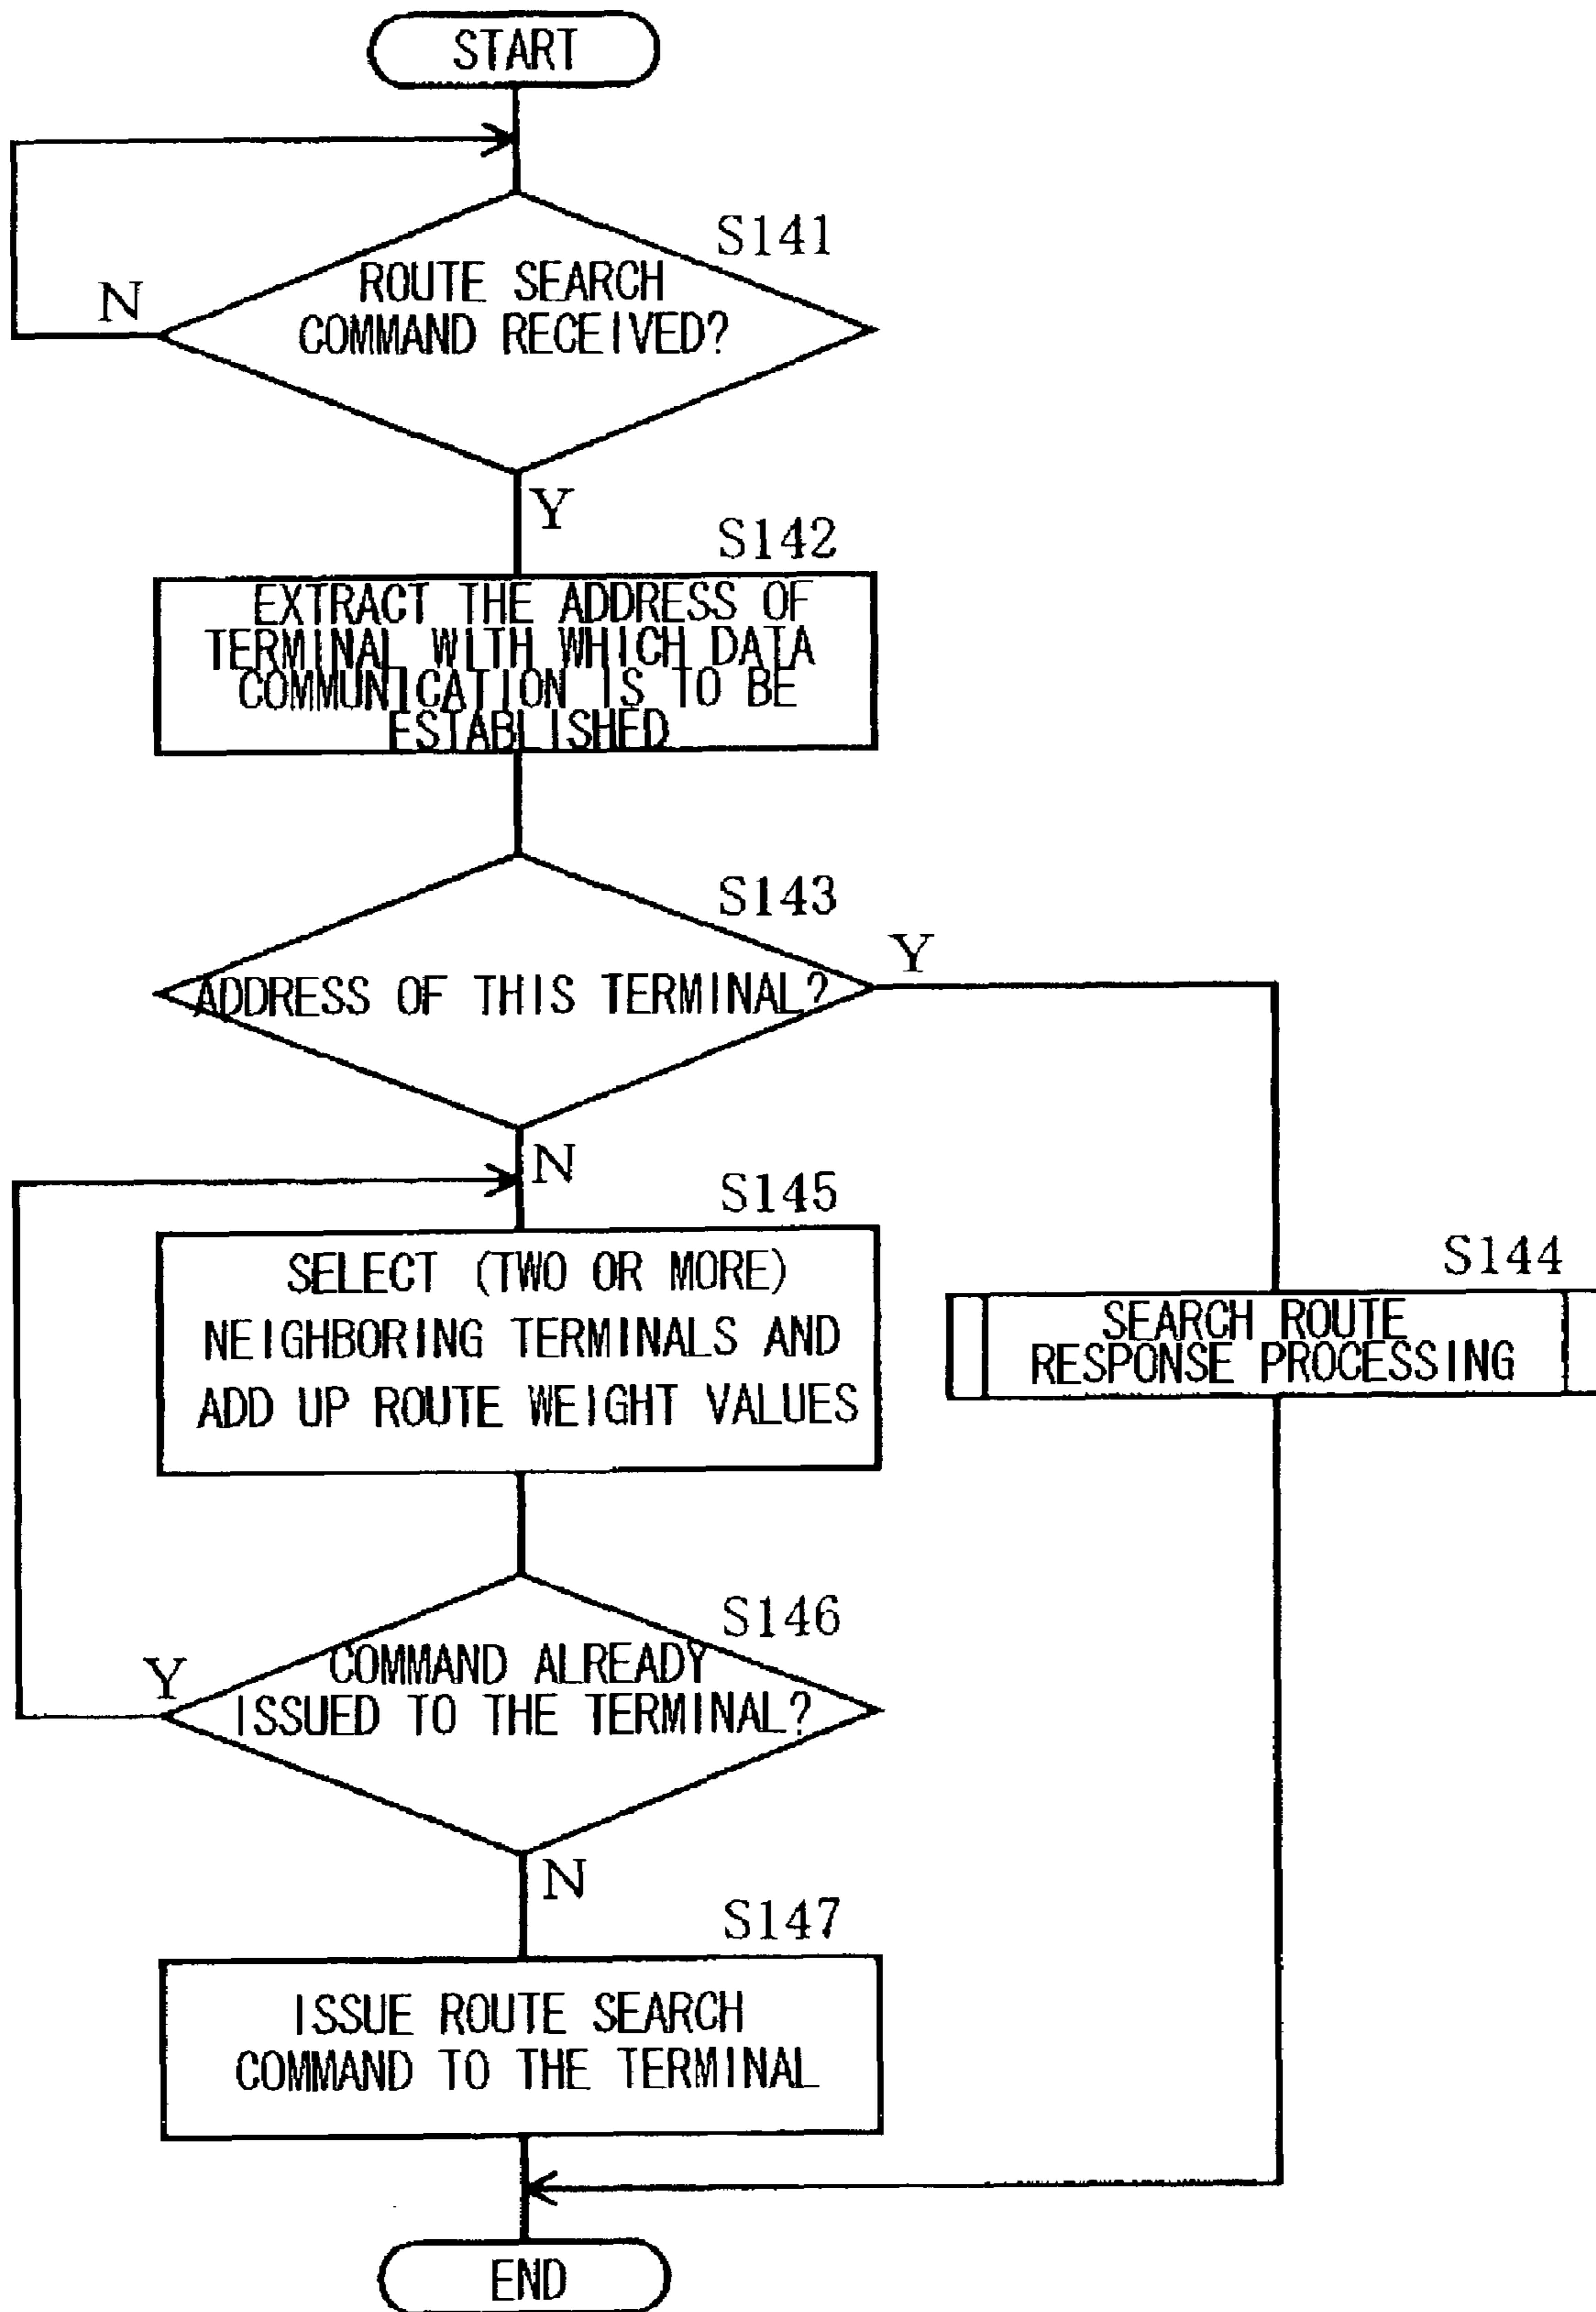 START
S141
ROUTE SEARCH
COMMAND RECEIVED?
N
Y
S142
EXTRACT THE ADDRESS OF
TERMINAL WITH WHICH DATA
COMMUNICATION IS TO BE
ESTABLISHED
S143
Y
ADDRESS OF THIS TERMINAL?
N
S145
SELECT (TWO OR MORE)
NEIGHBORING TERMINALS AND
ADD UP ROUTE WEIGHT VALUES
S144
SEARCH ROUTE
RESPONSE PROCESSING
S146
COMMAND ALREADY
ISSUED TO THE TERMINAL?
Y
N
S147
ISSUE ROUTE SEARCH
COMMAND TO THE TERMINAL
END